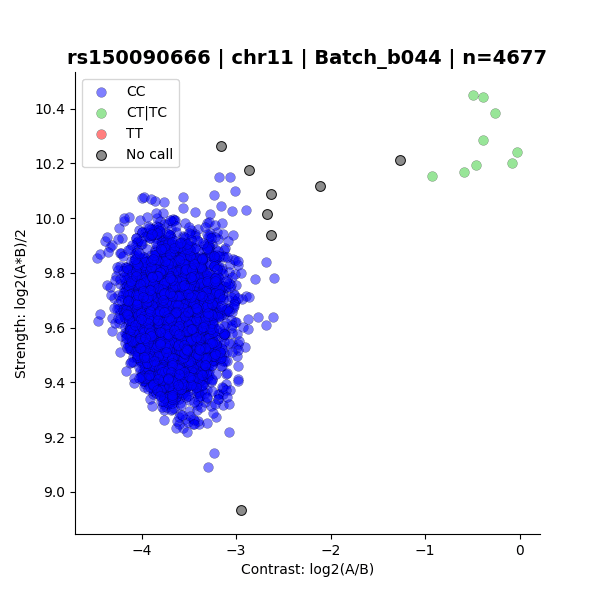 rs150090666 | chr11 | Batch_b044 | n=4677
CC
CT|TC
TT
No call
Strength: log2(A*B)/2
10.4
10.2
10.0
9.8
9.6
9.4
9.2
9.0
−4
−3
−2
−1
0
Contrast: log2(A/B)